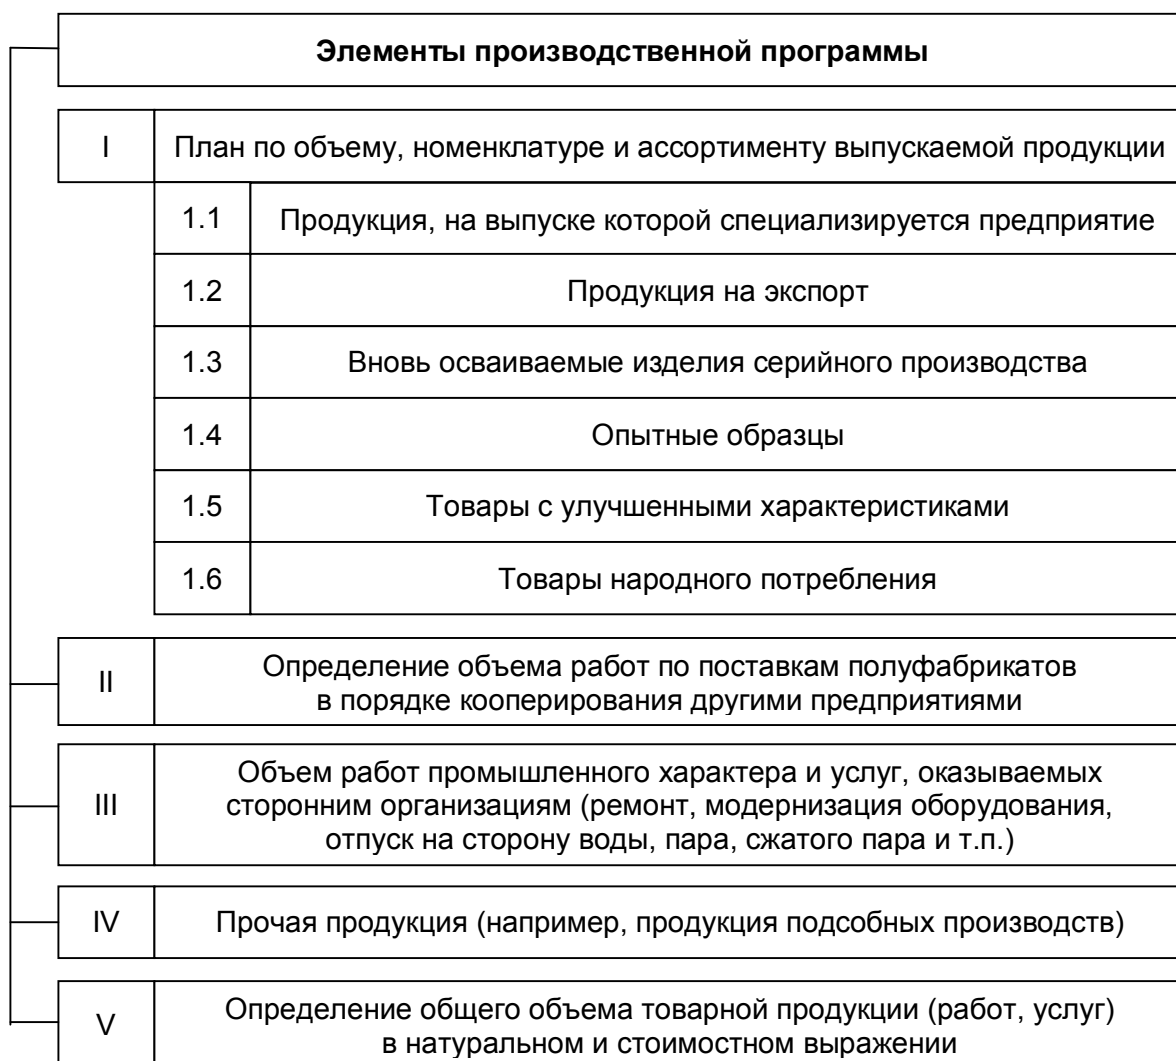 Элементы производственной программы
I План по объему, номенклатуре и ассортименту выпускаемой продукции
1.1 Продукция, на выпуске которой специализируется предприятие
1.2 Продукция на экспорт
1.3 Вновь осваиваемые изделия серийного производства
1.4 Опытные образцы
1.5 Товары с улучшенными характеристиками
1.6 Товары народного потребления
II Определение объема работ по поставкам полуфабрикатов
в порядке кооперирования другими предприятиями
III Объем работ промышленного характера и услуг, оказываемых
сторонним организациям (ремонт, модернизация оборудования,
отпуск на сторону воды, пара, сжатого пара и т.п.)
IV Прочая продукция (например, продукция подсобных производств)
V Определение общего объема товарной продукции (работ, услуг)
в натуральном и стоимостном выражении